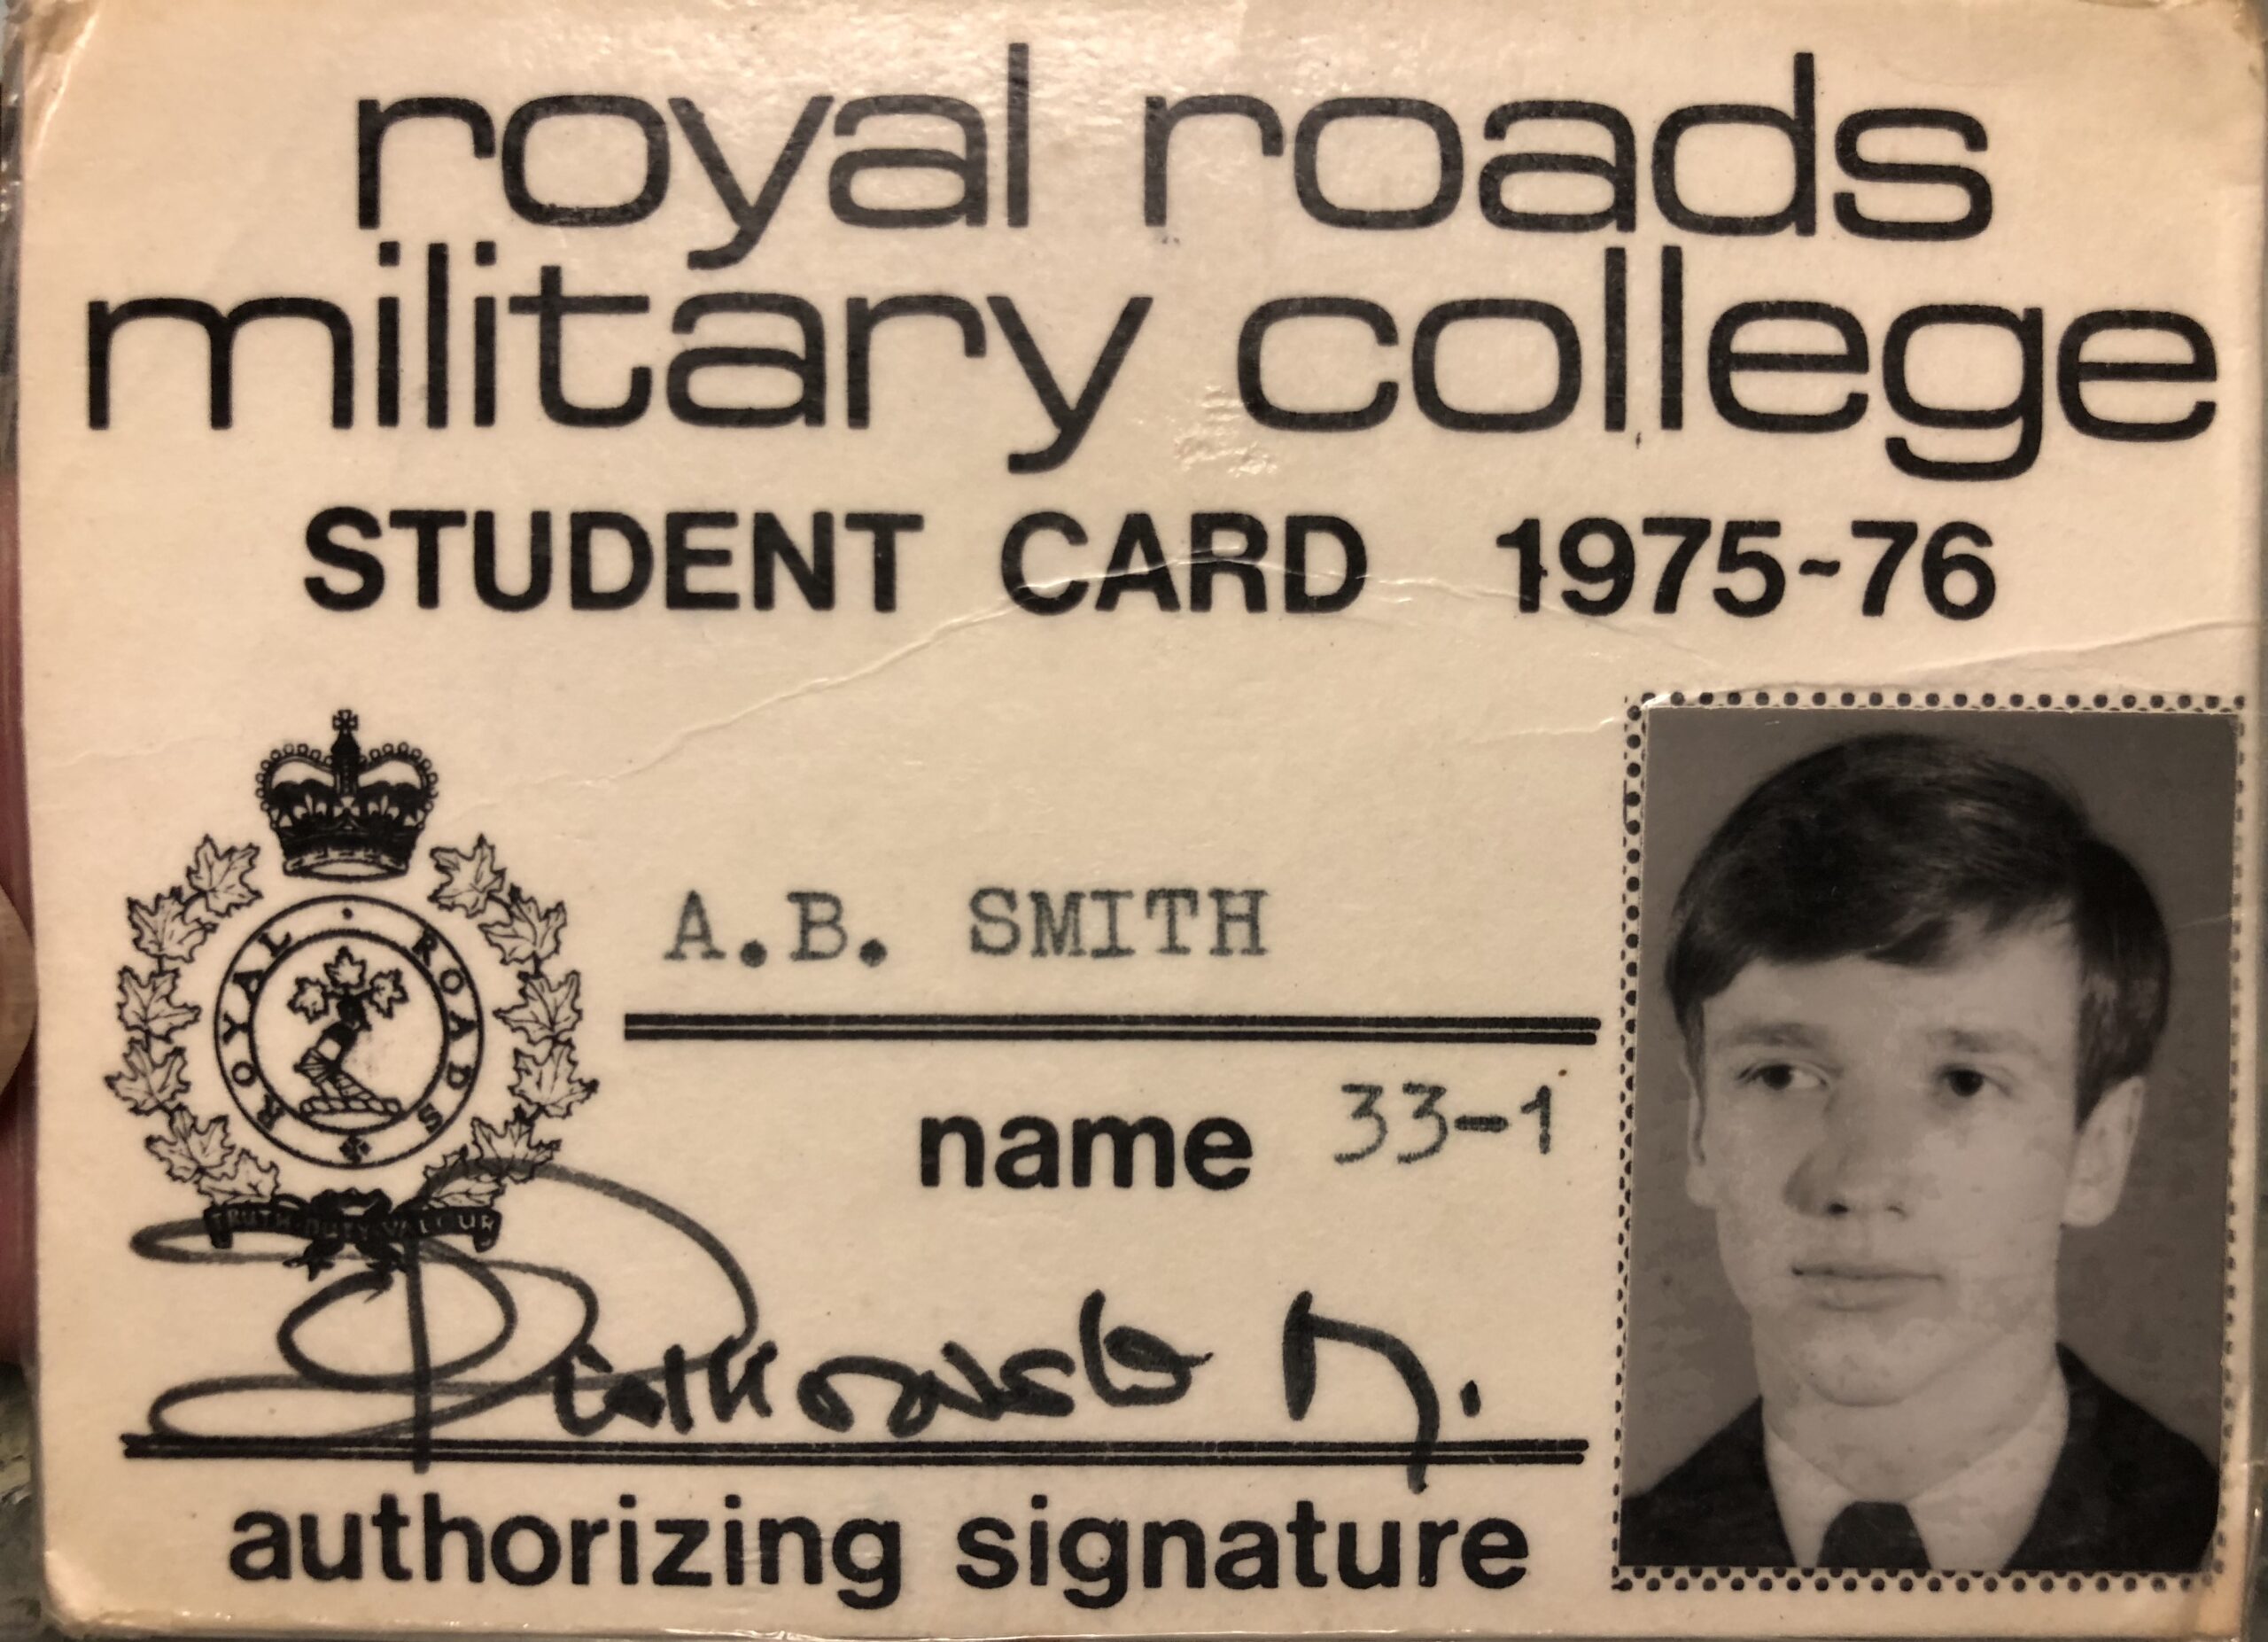 royal roads
military college
STUDENT CARD 1975-76
ROYAL ROADS
TRUTH DUTY VALOUR
A.B. SMITH
name 33-1
authorizing signature